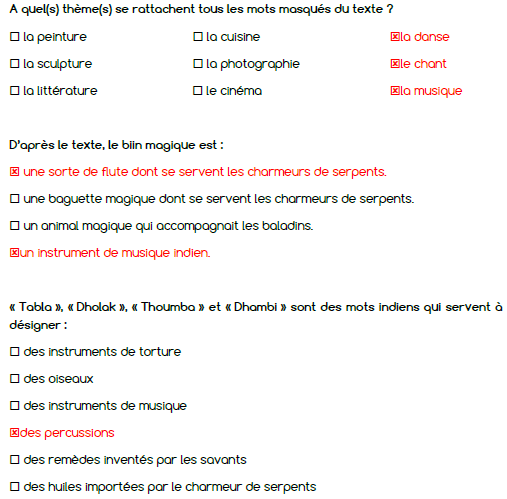 A quel(s) thème(s) se rattachent tous les mots masqués du texte ?
☐ la peinture ☐ la cuisine ☒la danse
☐ la sculpture ☐ la photographie ☒le chant
☐ la littérature ☐ le cinéma ☒la musique
D'après le texte, le biin magique est :
☒ une sorte de flute dont se servent les charmeurs de serpents.
☐ une baguette magique dont se servent les charmeurs de serpents.
☐ un animal magique qui accompagnait les baladins.
☒un instrument de musique indien.
« Tabla », « Dholak », « Thoumba » et « Dhambi » sont des mots indiens qui servent à
désigner :
☐ des instruments de torture
☐ des oiseaux
☐ des instruments de musique
☒des percussions
☐ des remèdes inventés par les savants
☐ des huiles importées par le charmeur de serpents